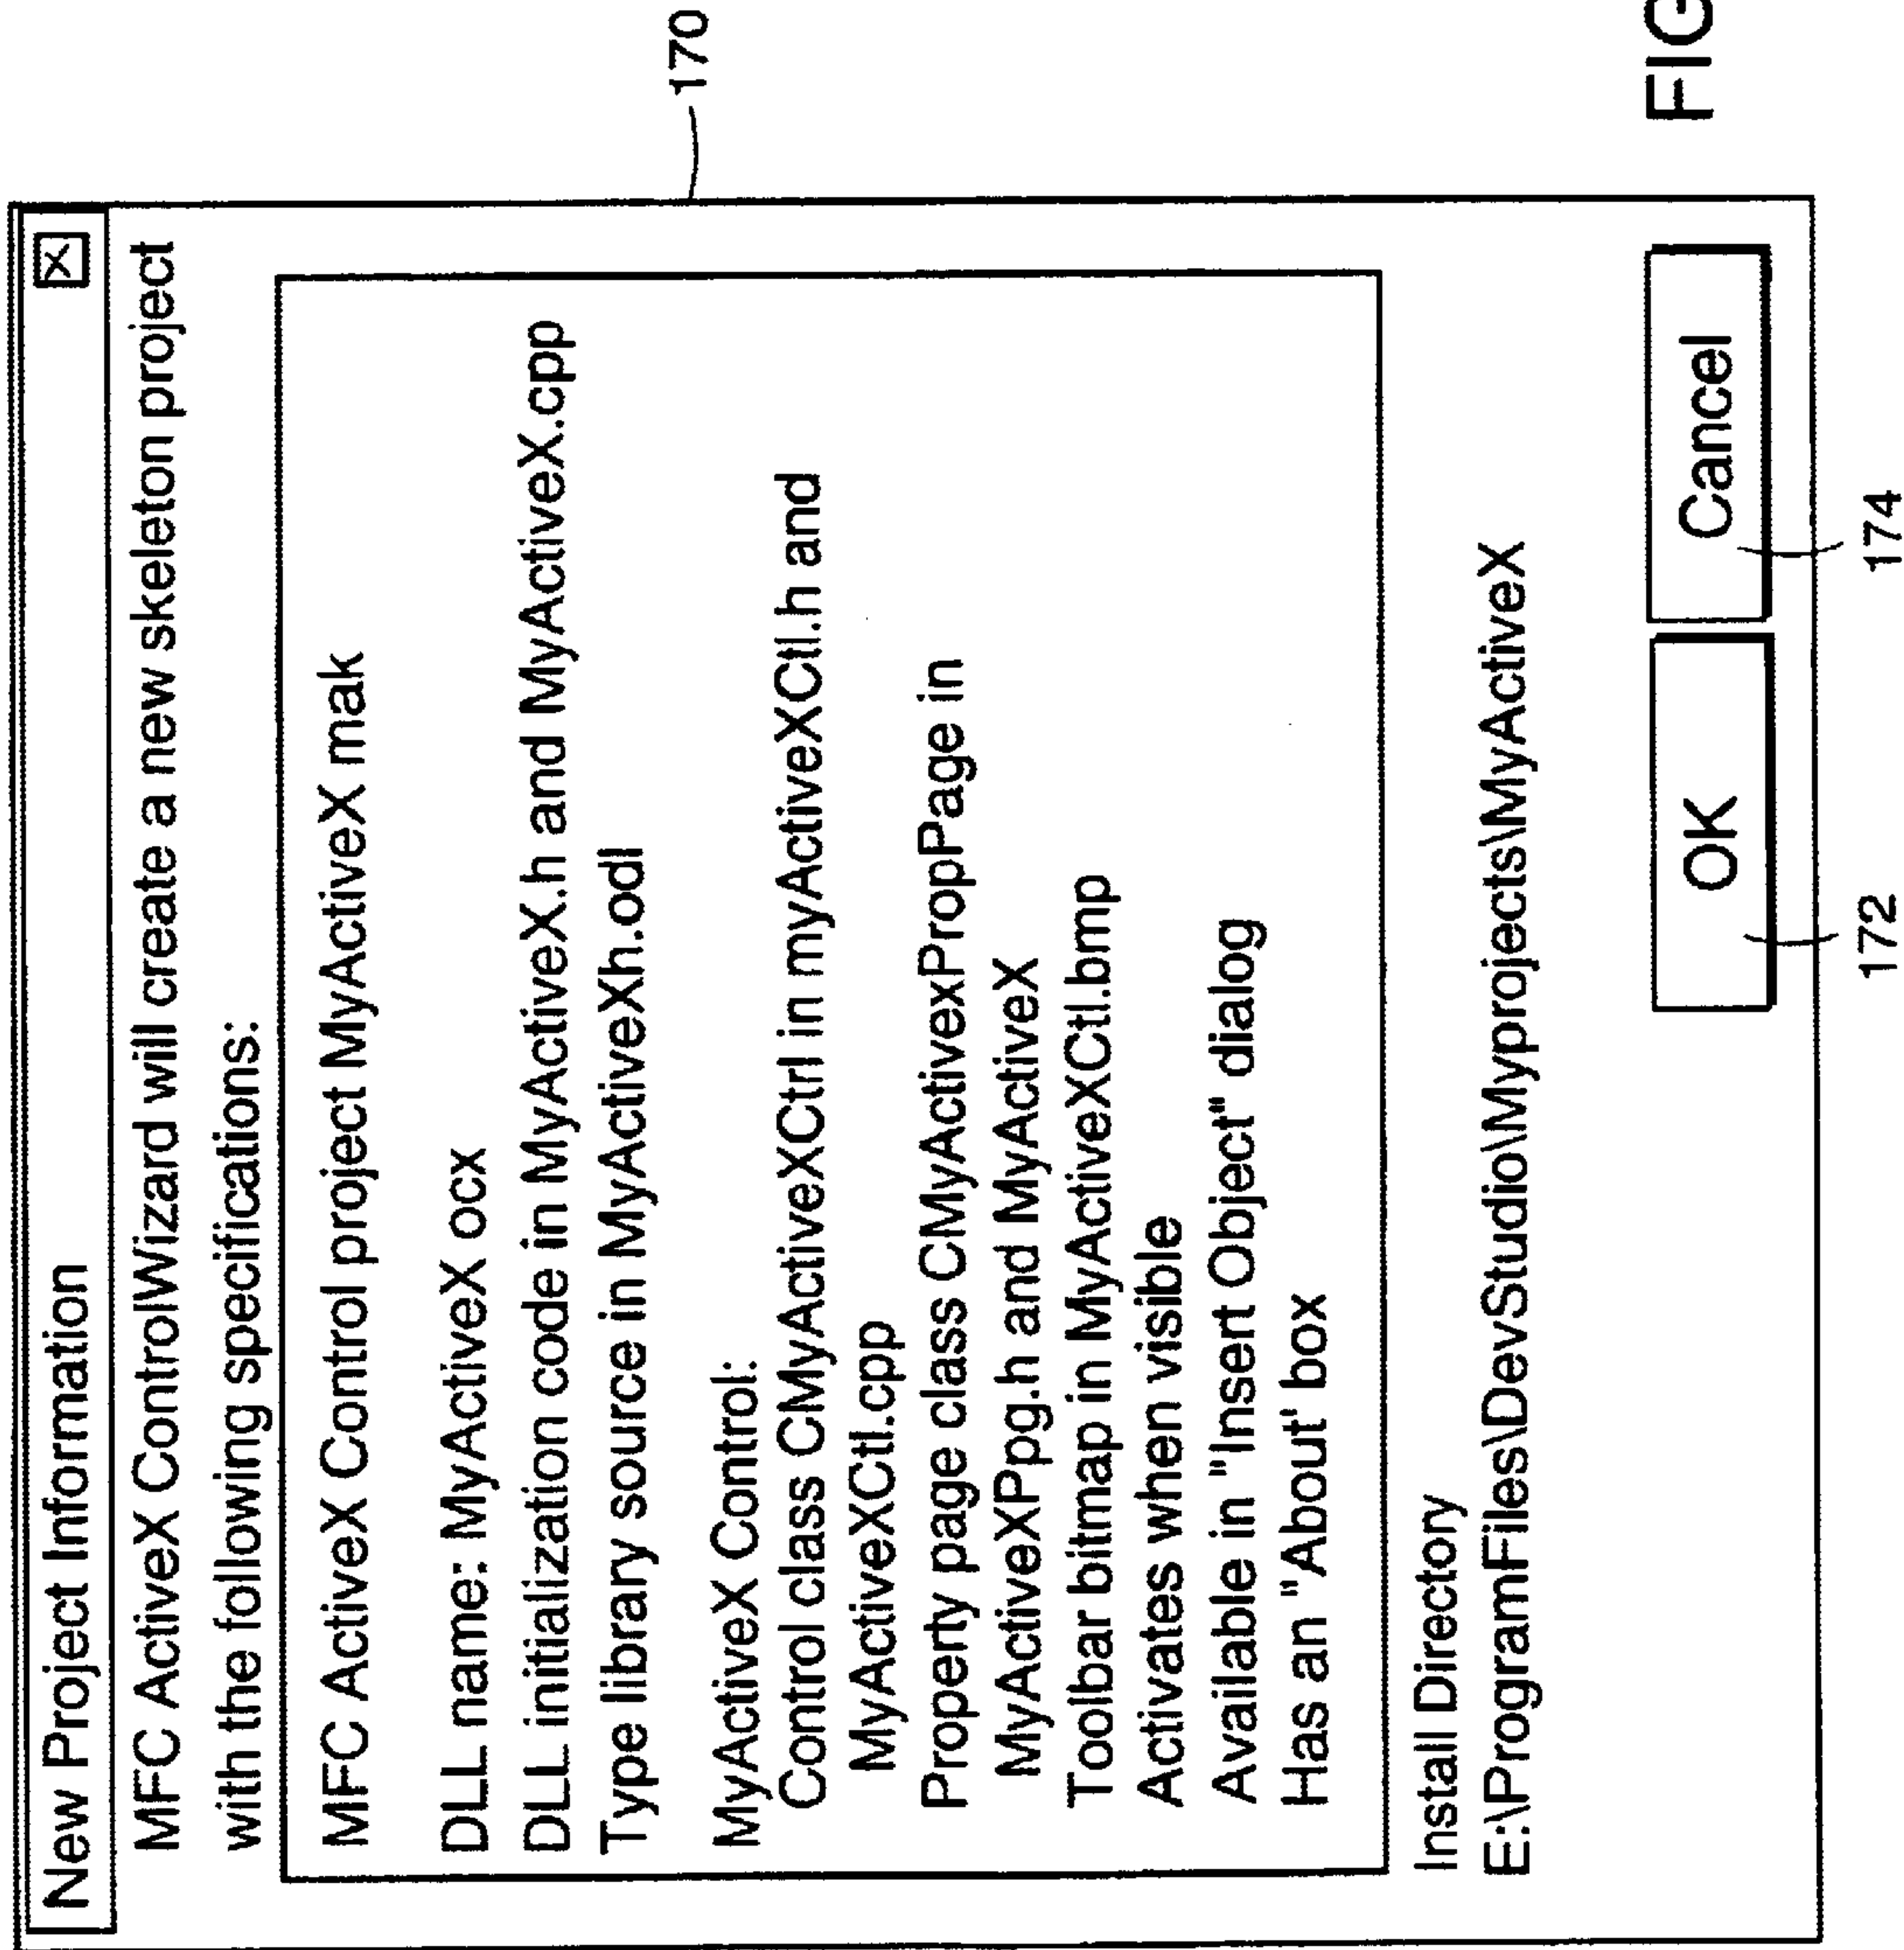 New Project Information
X
MFC ActiveX ControlWizard will create a new skeleton project
with the following specifications:
MFC ActiveX Control project MyActiveX mak
DLL name: MyActiveX ocx
DLL initialization code in MyActiveX.h and MyActiveX.cpp
Type library source in MyActiveXh.odl
MyActiveX Control:
Control class CMyActiveXCtrl in myActiveXCtl.h and
MyActiveXCtl.cpp
Property page class CMyActivexPropPage in
MyActiveXPpg.h and MyActiveX
Toolbar bitmap in MyActiveXCtl.bmp
Activates when visible
Available in "Insert Object" dialog
Has an "About' box
Install Directory
E:\ProgramFiles\DevStudio\Myprojects\MyActiveX
OK
Cancel
170
172
174
FIG